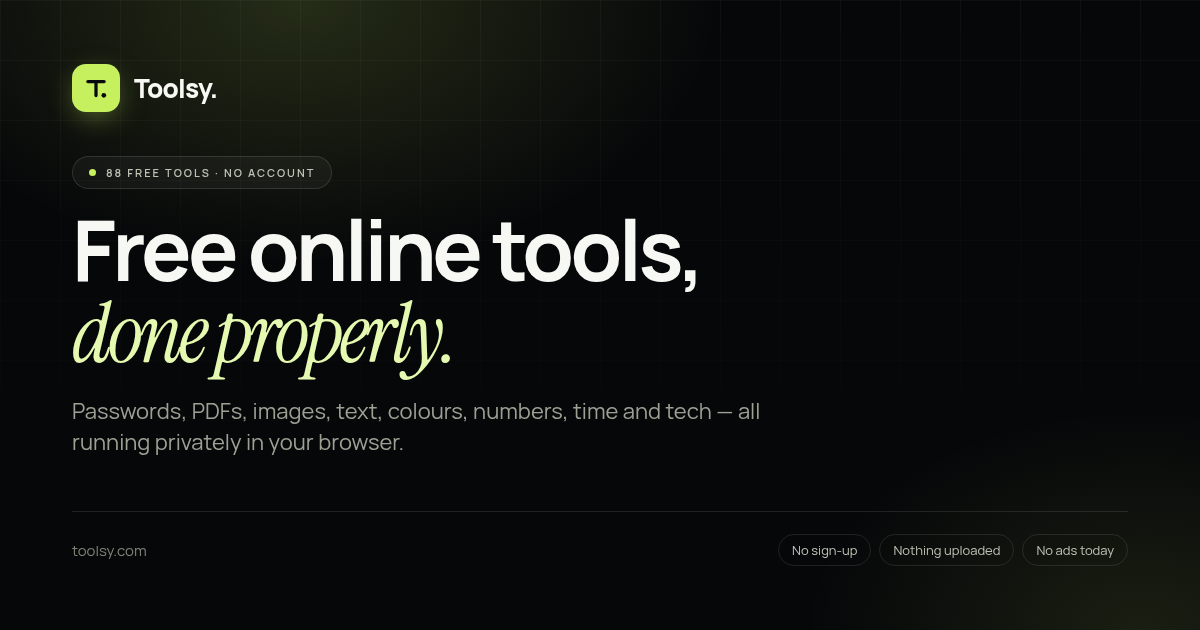 T.
Toolsy.
88 FREE TOOLS · NO ACCOUNT
Free online tools,
done properly.
Passwords, PDFs, images, text, colours, numbers, time and tech — all
running privately in your browser.
toolsy.com
No sign-up
Nothing uploaded
No ads today